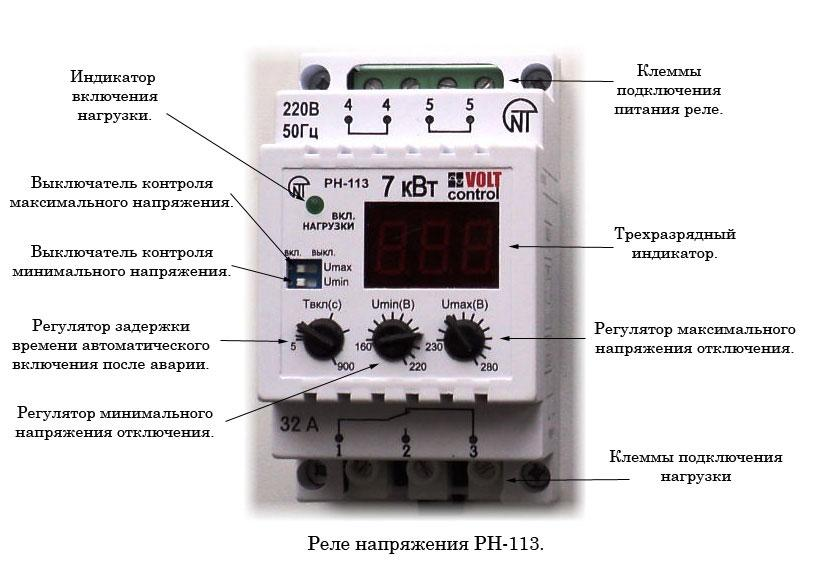 Индикатор
включения
нагрузки.
Клеммы
подключения
питания реле.
220В
50Гц
4 4 5 5
NT
Выключатель контроля
максимального напряжения.
NT
РН-113
7 кВт
VOLT
control
ВКЛ.
НАГРУЗКИ
888
Трехразрядный
индикатор.
Выключатель контроля
минимального напряжения.
ВКЛ. ВЫКЛ.
Umax
Umin
Регулятор задержки
времени автоматического
включения после аварии.
Твкл(с) Umin(В) Umax(В)
5 160 230
900 220 280
Регулятор максимального
напряжения отключения.
Регулятор минимального
напряжения отключения.
32 А
1 2 3
Клеммы подключения
нагрузки
Реле напряжения РН-113.